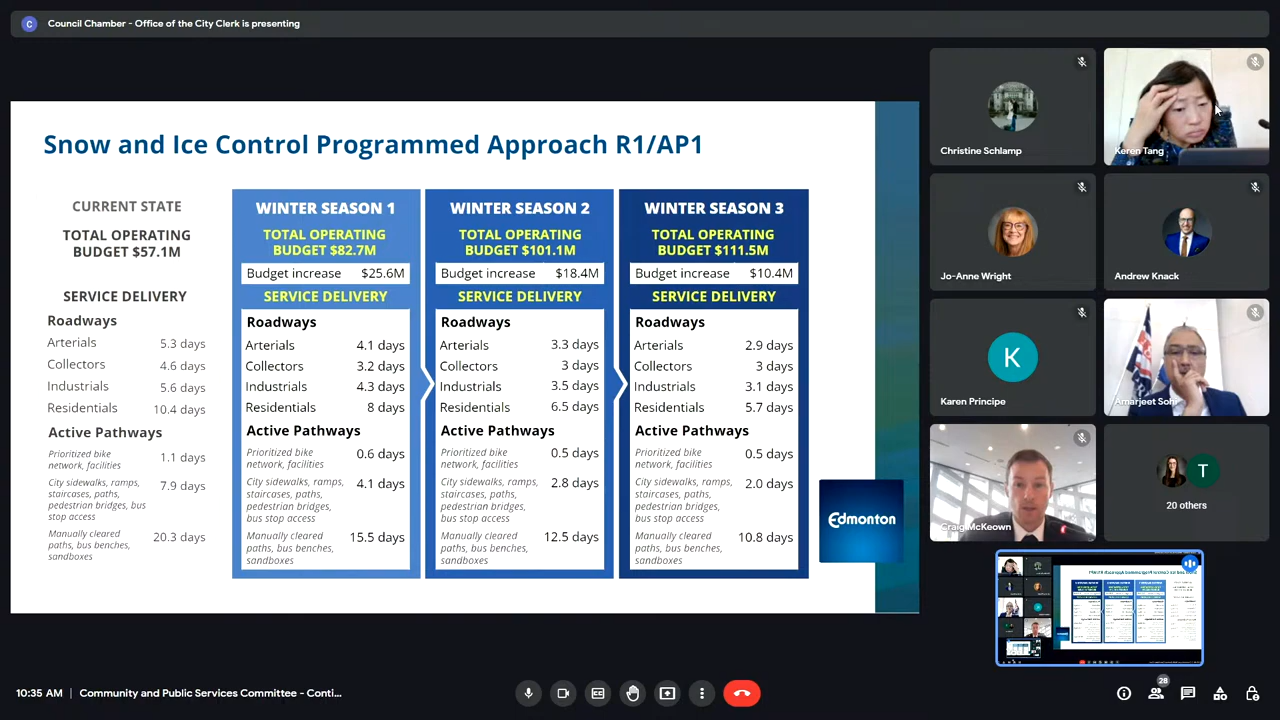 C
Council Chamber - Office of the City Clerk is presenting
Snow and Ice Control Programmed Approach R1/AP1
CURRENT STATE
TOTAL OPERATING
BUDGET $57.1M
SERVICE DELIVERY
Roadways
Arterials 5.3 days
Collectors 4.6 days
Industrials 5.6 days
Residentials 10.4 days
Active Pathways
Prioritized bike
network, facilities
1.1 days
City sidewalks, ramps,
staircases, paths,
pedestrian bridges, bus
stop access
7.9 days
Manually cleared
paths, bus benches,
sandboxes
20.3 days
WINTER SEASON 1
TOTAL OPERATING
BUDGET $82.7M
Budget increase $25.6M
SERVICE DELIVERY
Roadways
Arterials 4.1 days
Collectors 3.2 days
Industrials 4.3 days
Residentials 8 days
Active Pathways
Prioritized bike
network, facilities
0.6 days
City sidewalks, ramps,
staircases, paths,
pedestrian bridges,
bus stop access
4.1 days
Manually cleared
paths, bus benches,
sandboxes
15.5 days
WINTER SEASON 2
TOTAL OPERATING
BUDGET $101.1M
Budget increase $18.4M
SERVICE DELIVERY
Roadways
Arterials 3.3 days
Collectors 3 days
Industrials 3.5 days
Residentials 6.5 days
Active Pathways
Prioritized bike
network, facilities
0.5 days
City sidewalks, ramps,
staircases, paths,
pedestrian bridges,
bus stop access
2.8 days
Manually cleared
paths, bus benches,
sandboxes
12.5 days
WINTER SEASON 3
TOTAL OPERATING
BUDGET $111.5M
Budget increase $10.4M
SERVICE DELIVERY
Roadways
Arterials 2.9 days
Collectors 3 days
Industrials 3.1 days
Residentials 5.7 days
Active Pathways
Prioritized bike
network, facilities
0.5 days
City sidewalks, ramps,
staircases, paths,
pedestrian bridges,
bus stop access
2.0 days
Manually cleared
paths, bus benches,
sandboxes
10.8 days
Edmonton
Christine Schlamp
Keren Tang
Jo-Anne Wright
Andrew Knack
K
Karen Principe
Amarjeet Sohi
Craig McKeown
T
20 others
10:35 AM | Community and Public Services Committee - Conti...
28